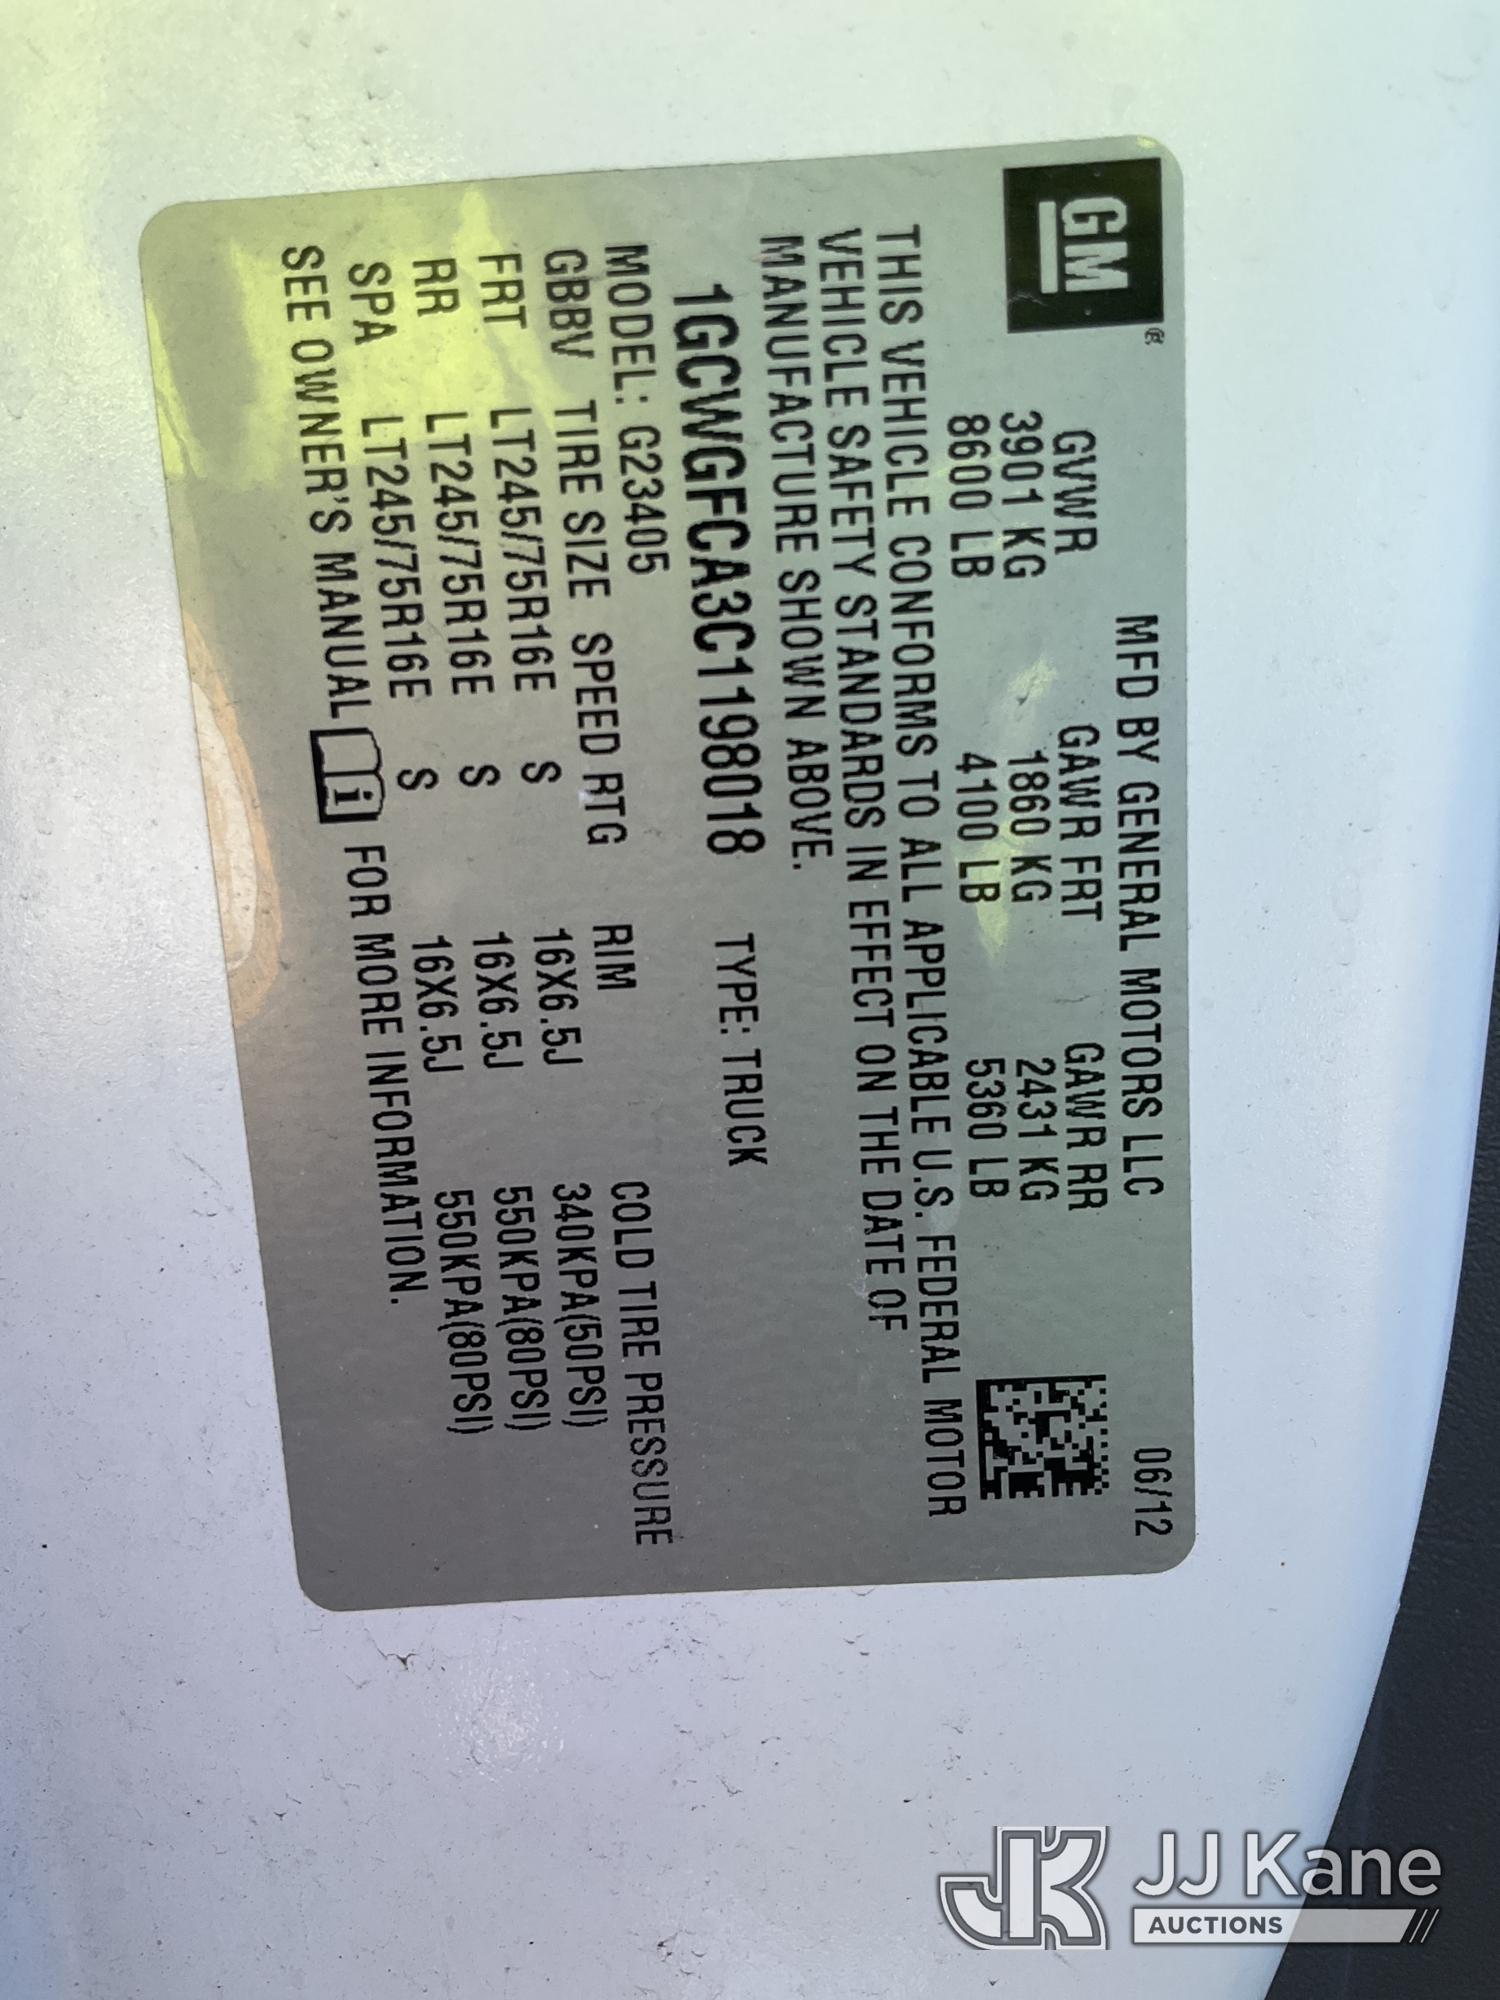 GM®
MFD BY GENERAL MOTORS LLC 06/12
GVWR GAWR FRT GAWR RR
3901 KG 1860 KG 2431 KG
8600 LB 4100 LB 5360 LB
THIS VEHICLE CONFORMS TO ALL APPLICABLE U.S. FEDERAL MOTOR
VEHICLE SAFETY STANDARDS IN EFFECT ON THE DATE OF
MANUFACTURE SHOWN ABOVE.
1GCWGFCA3C1198018 TYPE: TRUCK
MODEL: G23405
GBBV TIRE SIZE SPEED RTG RIM COLD TIRE PRESSURE
FRT LT245/75R16E S 16X6.5J 340KPA(50PSI)
RR LT245/75R16E S 16X6.5J 550KPA(80PSI)
SPA LT245/75R16E S 16X6.5J 550KPA(80PSI)
SEE OWNER'S MANUAL i FOR MORE INFORMATION.
JK JJ Kane
AUCTIONS